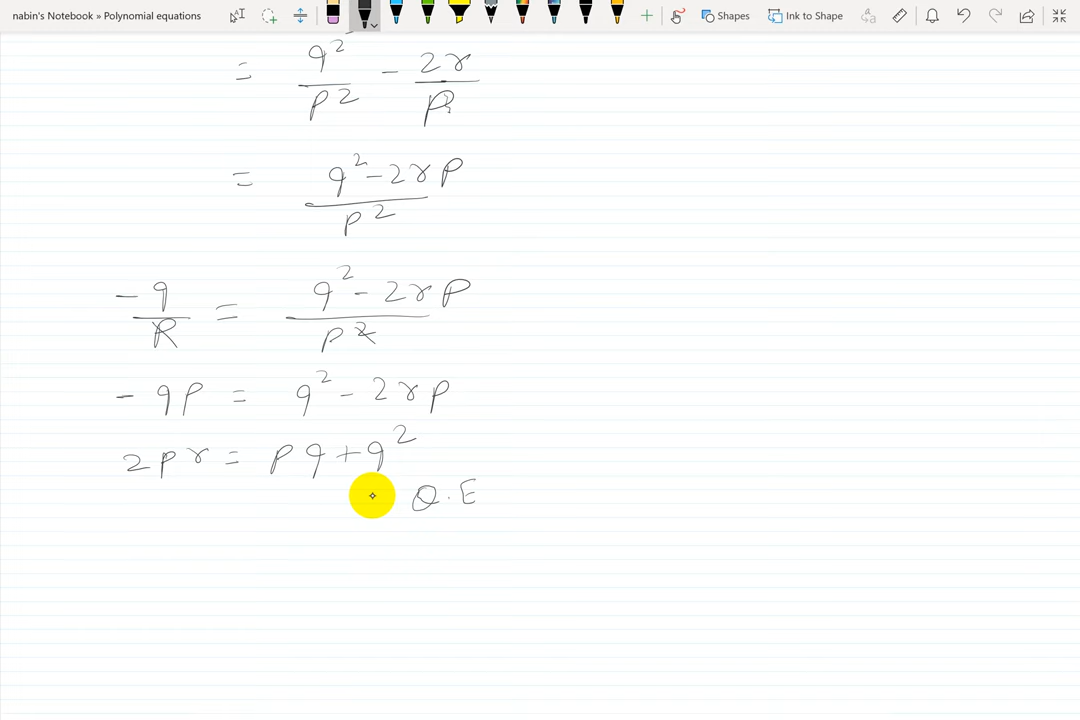 nabin's Notebook » Polynomial equations
Shapes Ink to Shape
= q²/p² - 2r/p
= q² - 2rp / p²
-q/p = q² - 2rp / p²
-qp = q² - 2rp
2pr = pq + q²
Q.E